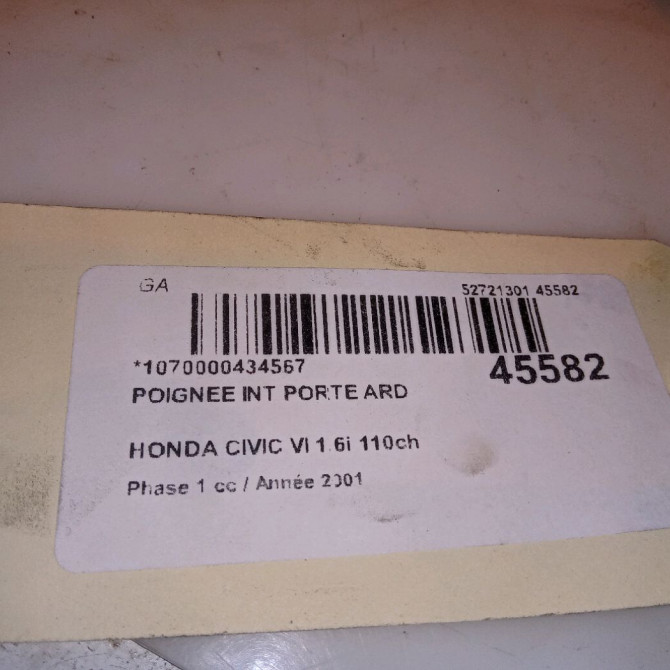 GA
52721301 45582
*1070000434567
45582
POIGNEE INT PORTE ARD
HONDA CIVIC VI 1.6i 110ch
Phase 1 cc / Année 2001